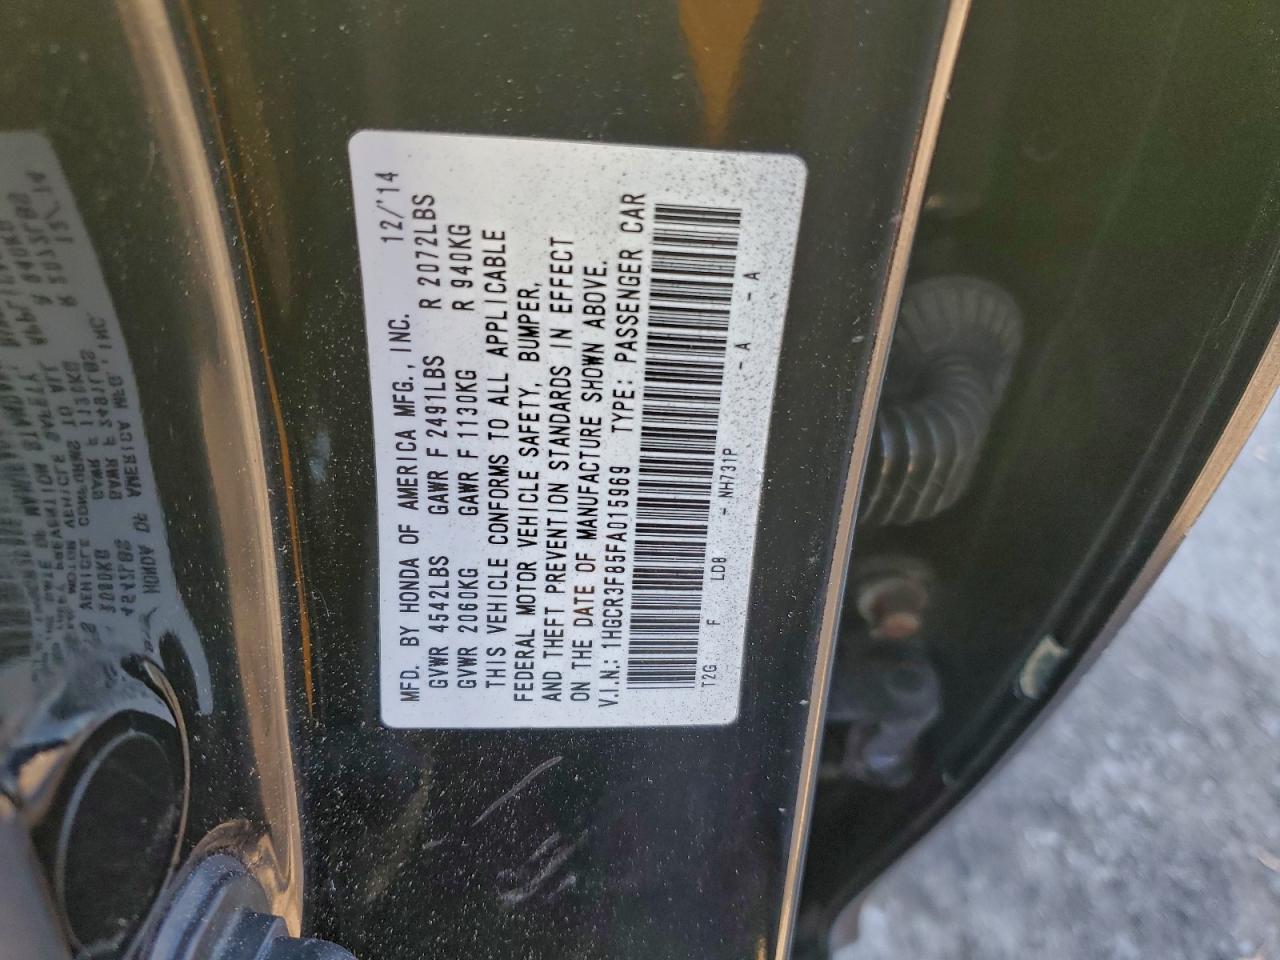 MFD. BY HONDA OF AMERICA MFG., INC. 12/'14
GVWR 4542LBS GAWR F 2491LBS R 2072LBS
GVWR 2060KG GAWR F 1130KG R 940KG
THIS VEHICLE CONFORMS TO ALL APPLICABLE
FEDERAL MOTOR VEHICLE SAFETY, BUMPER,
AND THEFT PREVENTION STANDARDS IN EFFECT
ON THE DATE OF MANUFACTURE SHOWN ABOVE.
V.I.N.: 1HGCR3F85FA015969 TYPE: PASSENGER CAR
T2G F LD8 - NH731P - A - A